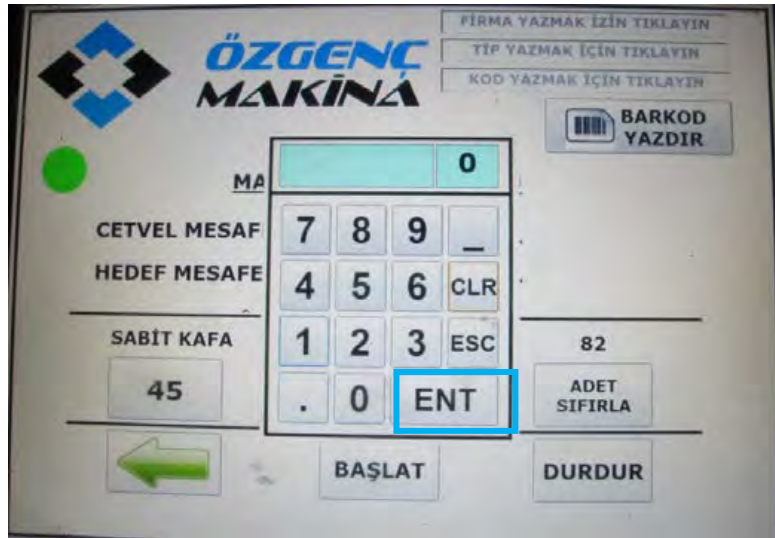 FİRMA YAZMAK İZİN TIKLAYIN
TİP YAZMAK İÇİN TIKLAYIN
KOD YAZMAK İÇİN TIKLAYIN
ÖZGENÇ
MAKİNA
BARKOD
YAZDIR
MA
0
CETVEL MESAF
HEDEF MESAFE
7 8 9 _
4 5 6 CLR
1 2 3 ESC
. 0 ENT
SABİT KAFA
82
45
ADET
SIFIRLA
BAŞLAT
DURDUR